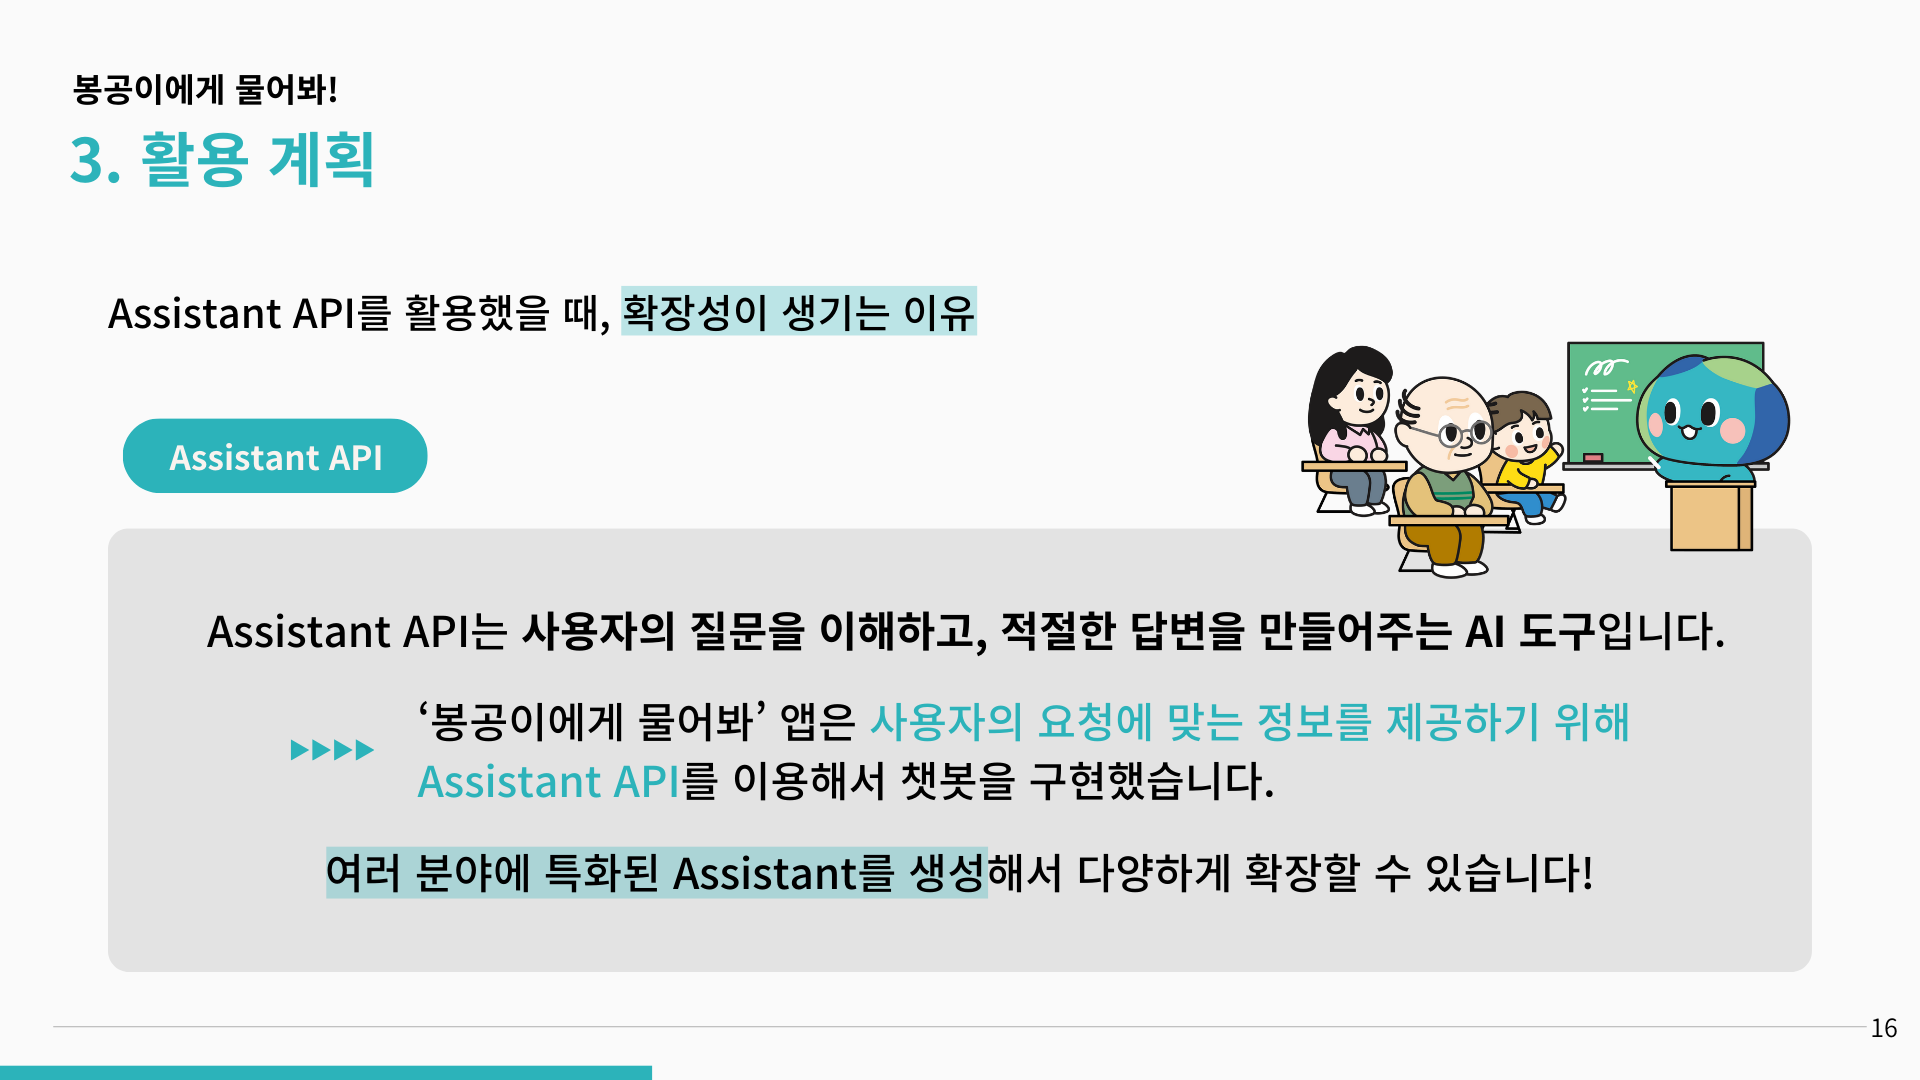 봉공이에게 물어봐!
3. 활용 계획
Assistant API를 활용했을 때, 확장성이 생기는 이유
Assistant API
Assistant API는 사용자의 질문을 이해하고, 적절한 답변을 만들어주는 AI 도구입니다.
‘봉공이에게 물어봐’ 앱은 사용자의 요청에 맞는 정보를 제공하기 위해
Assistant API를 이용해서 챗봇을 구현했습니다.
여러 분야에 특화된 Assistant를 생성해서 다양하게 확장할 수 있습니다!
16